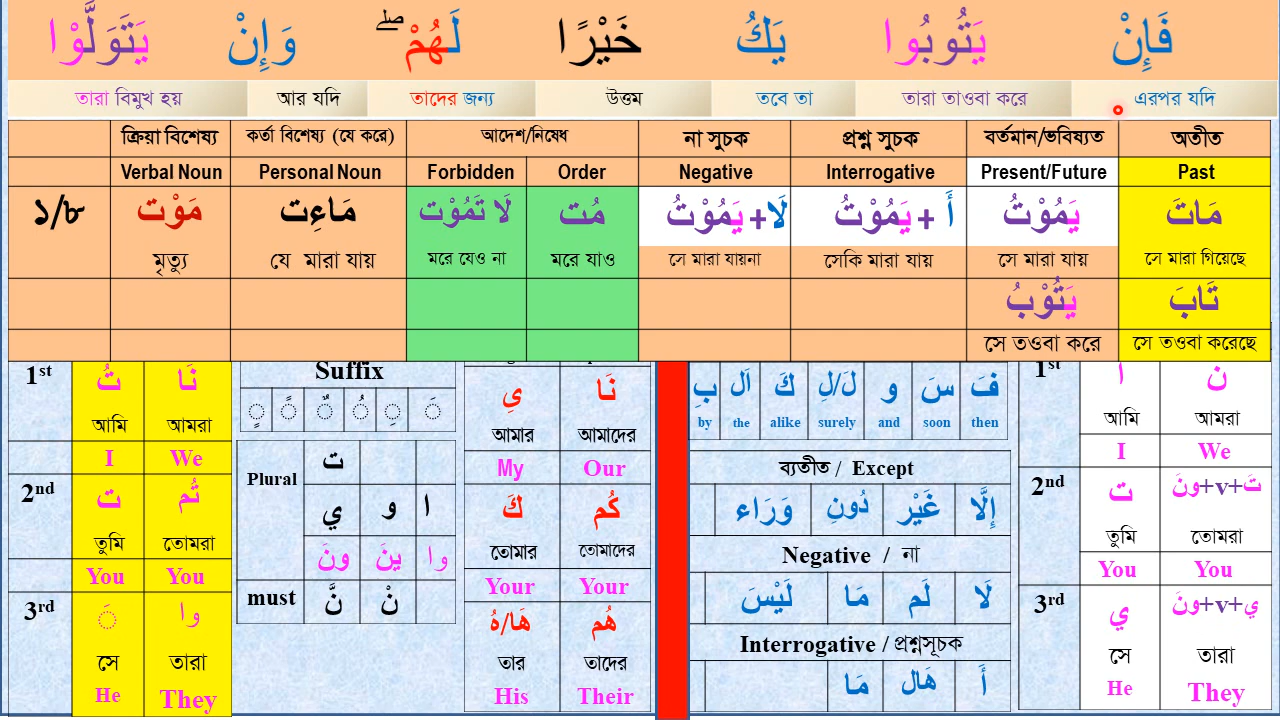 فَإِنْ يَتُوبُوا يَكُ خَيْرًا لَهُمْ ۖ وَإِنْ يَتَوَلَّوْا
এরপর যদি তারা তাওবা করে তবে তা উত্তম তাদের জন্য আর যদি তারা বিমুখ হয়
ক্রিয়া বিশেষ্য কর্তা বিশেষ্য (যে করে) আদেশ/নিষেধ না সুচক প্রশ্ন সুচক বর্তমান/ভবিষ্যত অতীত
Verbal Noun Personal Noun Forbidden Order Negative Interrogative Present/Future Past
১/৮ مَوْت مَاءِت لَا تَمُوْت مُت لَا+ يَمُوْتُ أَ + يَمُوْتُ يَمُوْتُ مَاتَ
মৃত্যু যে মারা যায় মরে যেও না মরে যাও সে মারা যায়না সেকি মারা যায় সে মারা যায় সে মারা গিয়েছে
يَتُوْبُ تَابَ
সে তওবা করে সে তওবা করেছে
1st تُ نَا
আমি আমরা
I We
2nd ت تُم
তুমি তোমরা
You You
3rd وا
সে তারা
He They
Suffix
Plural ت
ا و ي
وا ينَ ونَ
must نْ نَّ
يِ نَا
আমার আমাদের
My Our
كَ كُم
তোমার তোমাদের
Your Your
هَا/هُ هُم
তার তাদের
His Their
فَ سَ و لَ/لِ كَ اَل بِ
by the alike surely and soon then
ব্যতীত / Except
إِلَّا غَيْر دُونِ وَرَاء
Negative / না
لَا لَم مَا لَيْسَ
Interrogative / প্রশ্নসূচক
أَ هَال مَا
1st ا ن
আমি আমরা
I We
2nd ت تَ+v+ونَ
তুমি তোমরা
You You
3rd ي ي+v+ونَ
সে তারা
He They